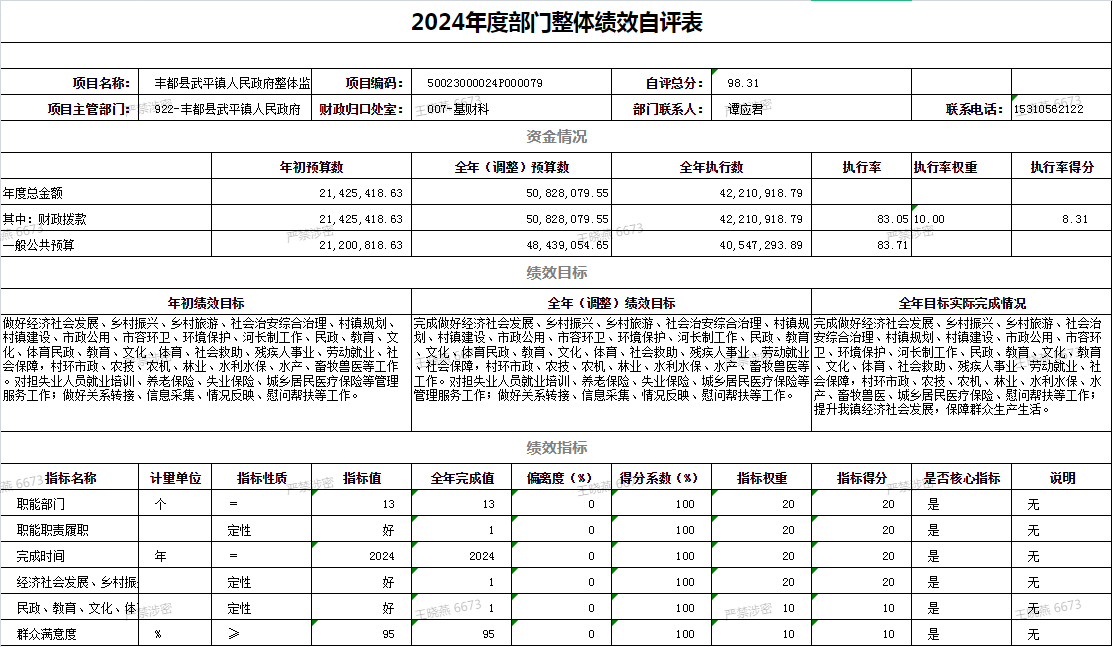 2024年度部门整体绩效自评表
项目名称： 丰都县武平镇人民政府整体监 项目编码： 50023000024P000079 自评总分： 98.31
项目主管部门： 922-丰都县武平镇人民政府 财政归口处室： 007-基财科 部门联系人： 谭应君 联系电话： 15310562122
资金情况
年初预算数 全年（调整）预算数 全年执行数 执行率 执行率权重 执行率得分
年度总金额 21,425,418.63 50,828,079.55 42,210,918.79
其中：财政拨款 21,425,418.63 50,828,079.55 42,210,918.79 83.05 10.00 8.31
一般公共预算 21,200,818.63 48,439,054.65 40,547,293.89 83.71
绩效目标
年初绩效目标 全年（调整）绩效目标 全年目标实际完成情况
做好经济社会发展、乡村振兴、乡村旅游、社会治安综合治理、村镇规划、
村镇建设、市政公用、市容环卫、环境保护、河长制工作、民政、教育、文
化、体育民政、教育、文化、体育、社会救助、残疾人事业、劳动就业、社
会保障，村环市政、农技、农机、林业、水利水保、水产、畜牧兽医等工作
。对担失业人员就业培训、养老保险、失业保险、城乡居民医疗保险等管理
服务工作；做好关系转接、信息采集、情况反映、慰问帮扶等工作。
完成做好经济社会发展、乡村振兴、乡村旅游、社会治安综合治理、村镇规
划、村镇建设、市政公用、市容环卫、环境保护、河长制工作、民政、教育
、文化、体育民政、教育、文化、体育、社会救助、残疾人事业、劳动就业
、社会保障，村环市政、农技、农机、林业、水利水保、水产、畜牧兽医等
工作。对担失业人员就业培训、养老保险、失业保险、城乡居民医疗保险等
管理服务工作；做好关系转接、信息采集、情况反映、慰问帮扶等工作。
完成做好经济社会发展、乡村振兴、乡村旅游、社会治
安综合治理、村镇规划、村镇建设、市政公用、市容环
卫、环境保护、河长制工作、民政、教育、文化、教育
、文化、体育、社会救助、残疾人事业、劳动就业、社
会保障，村环市政、农技、农机、林业、水利水保、水
产、畜牧兽医、城乡居民医疗保险、慰问帮扶等工作；
提升我镇经济社会发展，保障群众生产生活。
绩效指标
指标名称 计量单位 指标性质 指标值 全年完成值 偏离度（%） 得分系数（%） 指标权重 指标得分 是否核心指标 说明
职能部门 个 ＝ 13 13 0 100 20 20 是 无
职能职责履职 定性 好 1 0 100 20 20 是 无
完成时间 年 ＝ 2024 2024 0 100 20 20 是 无
经济社会发展、乡村振 定性 好 1 0 100 20 20 是 无
民政、教育、文化、体 定性 好 1 0 100 10 10 是 无
群众满意度 % ≥ 95 95 0 100 10 10 是 无
严禁涉密
王晓燕 6673